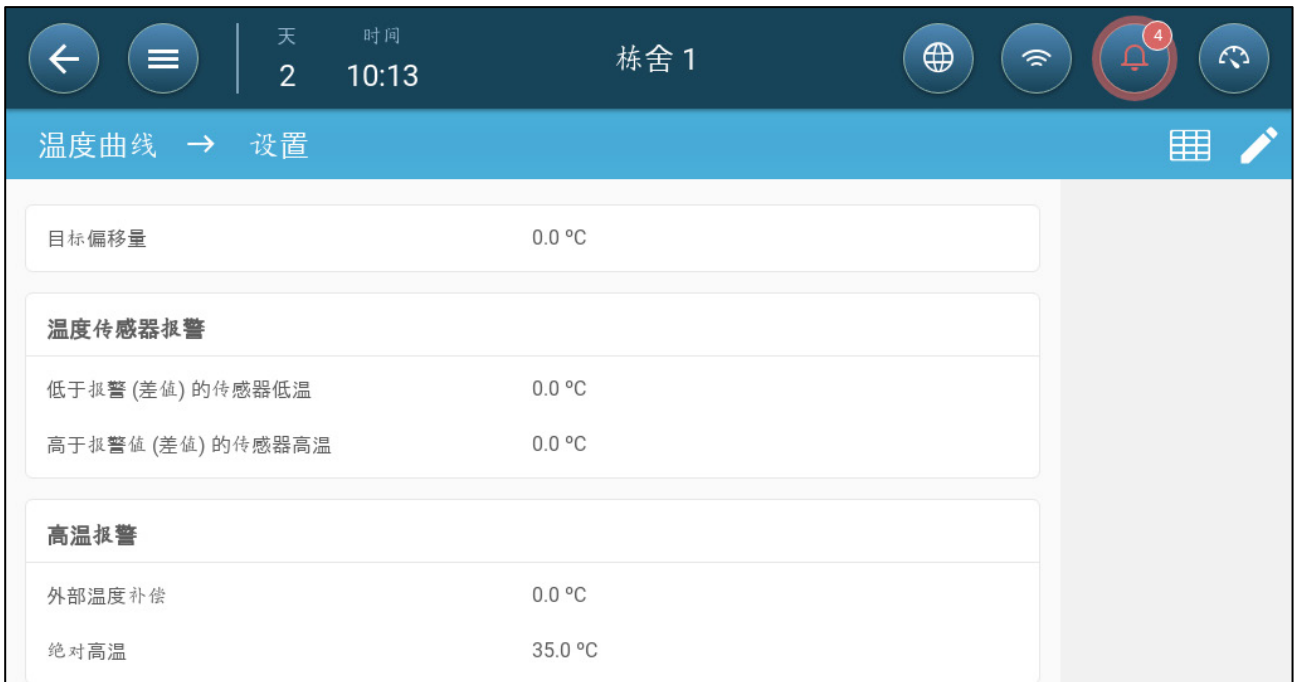 天 时间
2 10:13
栋舍 1
4
温度曲线 → 设置
目标偏移量 0.0 ºC
温度传感器报警
低于报警 (差值) 的传感器低温 0.0 ºC
高于报警值 (差值) 的传感器高温 0.0 ºC
高温报警
外部温度补偿 0.0 ºC
绝对高温 35.0 ºC